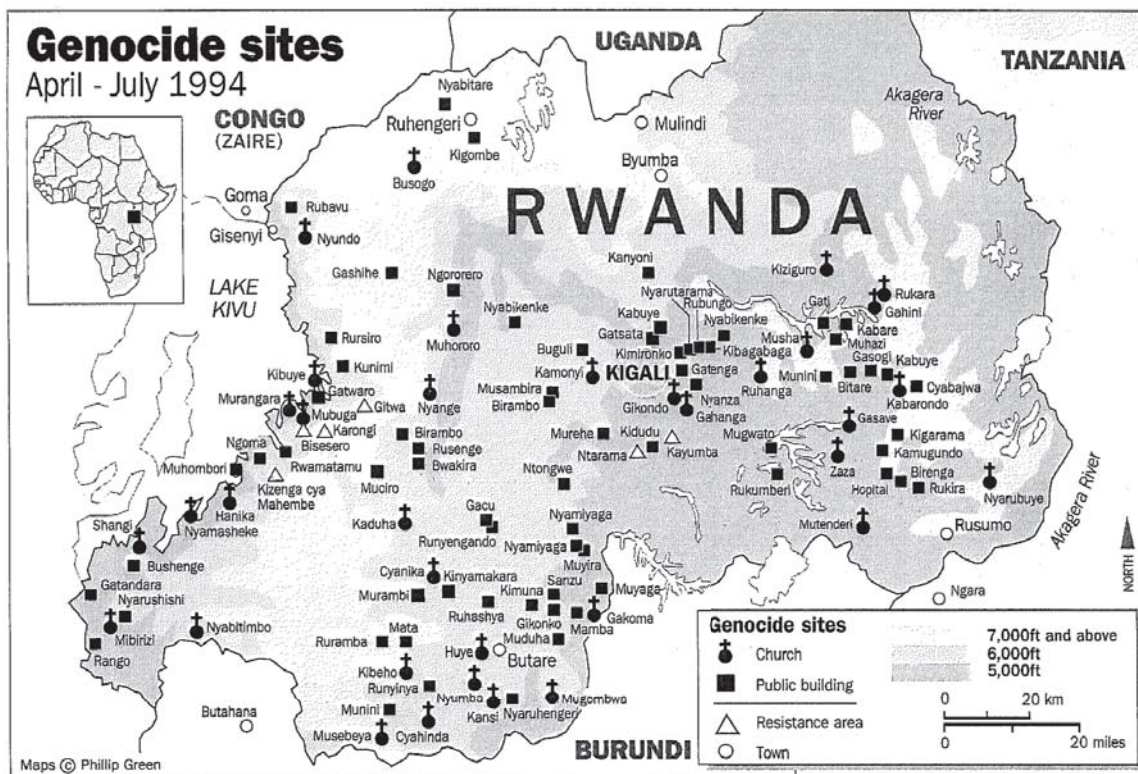 Genocide sites
April - July 1994
UGANDA
TANZANIA
CONGO
(ZAIRE)
Nyabitare
Ruhengeri
Kigombe
Mulindi
Akagera
River
Busogo
Byumba
RWANDA
Goma
Rubavu
Gisenyi
Nyundo
Gashihe
Ngororero
Kanyoni
Kiziguro
LAKE
KIVU
Nyarutarama
Rubungo
Rukara
Gahini
Nyabikenke
Kabuye
Nyabikenke
Gati
Kabare
Rursiro
Muhororo
Gatsata
Musha
Muhazi
Buguli
Kimironko
Kibagabaga
Gasogi
Kabuye
Kunimi
Kamonyi
KIGALI
Gatenga
Munini
Bitare
Kibuye
Gatwaro
Musambira
Ruhanga
Cyabajwa
Murangara
Nyange
Birambo
Nyanza
Kabarondo
Mubuga
Gitwa
Gikondo
Gahanga
Gasave
Karongi
Birambo
Murehe
Kidudu
Mugwato
Kigarama
Ngoma
Bisesero
Rusenge
Ntarama
Kayumba
Kamugundo
Muhombori
Rwamatamu
Bwakira
Ntongwe
Zaza
Birenga
Kizenga cya
Mahembe
Muciro
Rukumberi
Hopital
Rukira
Nyarubuye
Hanika
Gacu
Shangi
Nyamasheke
Kaduha
Nyamiyaga
Mutenderi
Rusumo
Akagera River
Runyengando
Nyamiyaga
Bushenge
Muyira
Cyanika
Kinyamakara
Sanzu
Gatandara
Kimuna
Muyaga
Ngara
NORTH
Nyarushishi
Murambi
Ruhashya
Gikonko
Gakoma
Mamba
Mibirizi
Nyabitimbo
Ruramba
Mata
Muduha
Rango
Huye
Butare
Kibeho
Runyinya
Nyumba
Mugombwa
Butahana
Munini
Kansi
Nyaruhengeri
Musebeya
Cyahinda
BURUNDI
Genocide sites
Church
Public building
Resistance area
Town
7,000ft and above
6,000ft
5,000ft
0 20 km
0 20 miles
Maps © Phillip Green